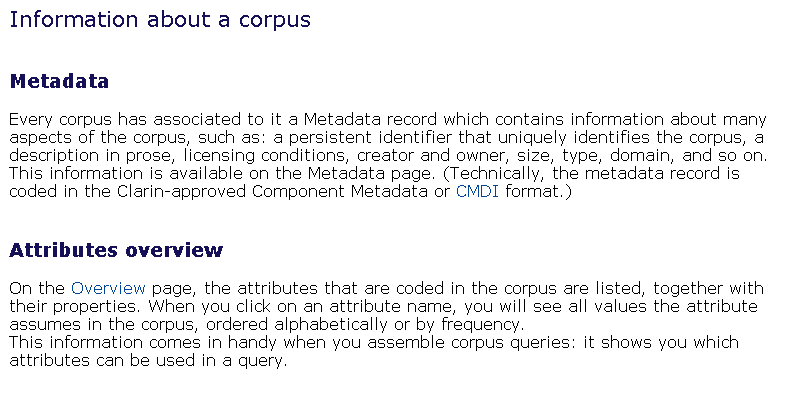 Information about a corpus
Metadata
Every corpus has associated to it a Metadata record which contains information about many
aspects of the corpus, such as: a persistent identifier that uniquely identifies the corpus, a
description in prose, licensing conditions, creator and owner, size, type, domain, and so on.
This information is available on the Metadata page. (Technically, the metadata record is
coded in the Clarin-approved Component Metadata or CMDI format.)
Attributes overview
On the Overview page, the attributes that are coded in the corpus are listed, together with
their properties. When you click on an attribute name, you will see all values the attribute
assumes in the corpus, ordered alphabetically or by frequency.
This information comes in handy when you assemble corpus queries: it shows you which
attributes can be used in a query.